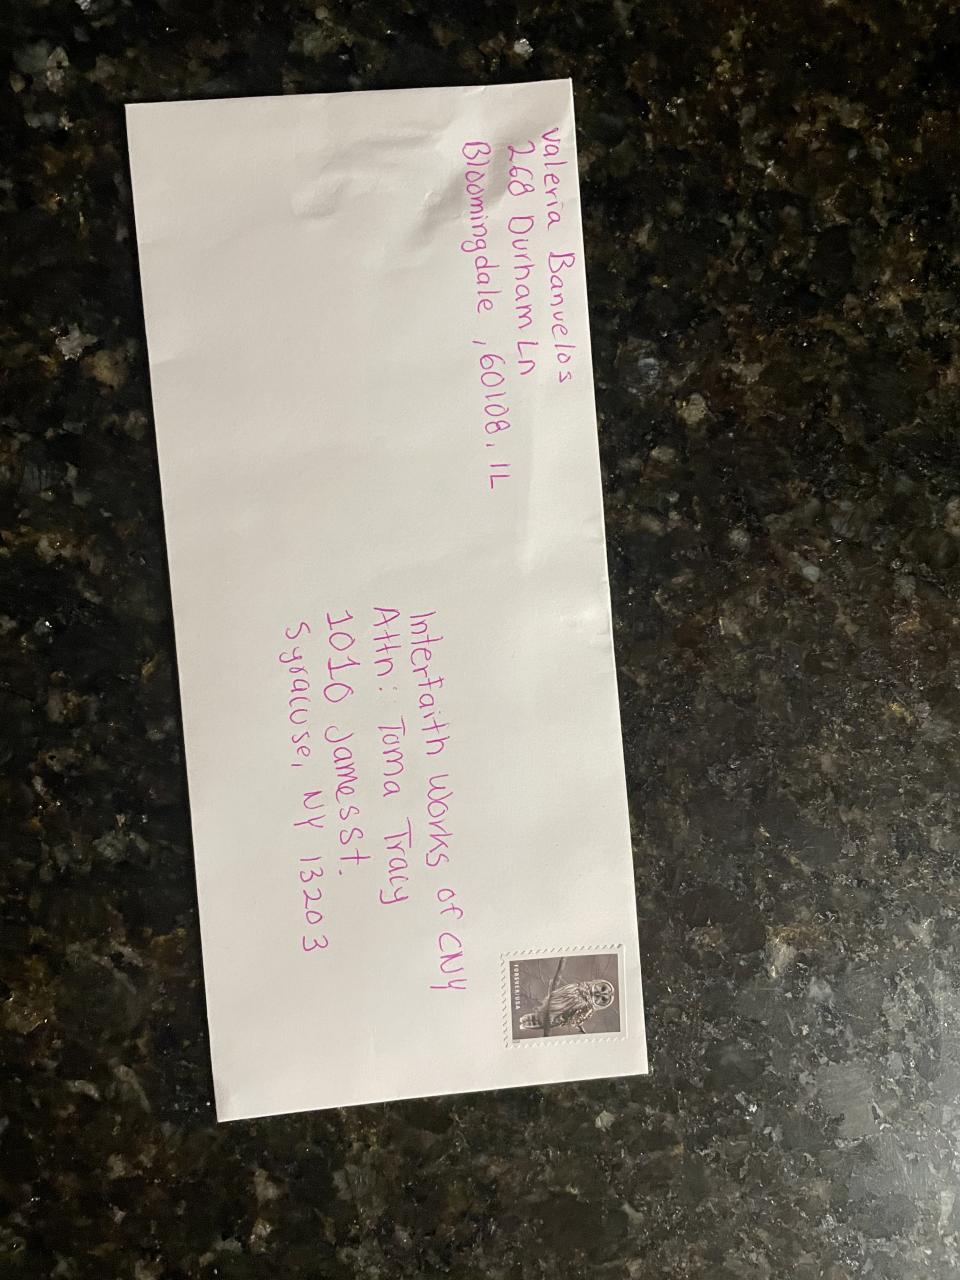 Valeria Banuelos
268 Durham Ln
Bloomingdale, 60108, IL
Interfaith Works of CNY
Attn: Toma Tracy
1010 James St.
Syracuse, NY 13203
FOREVER/USA